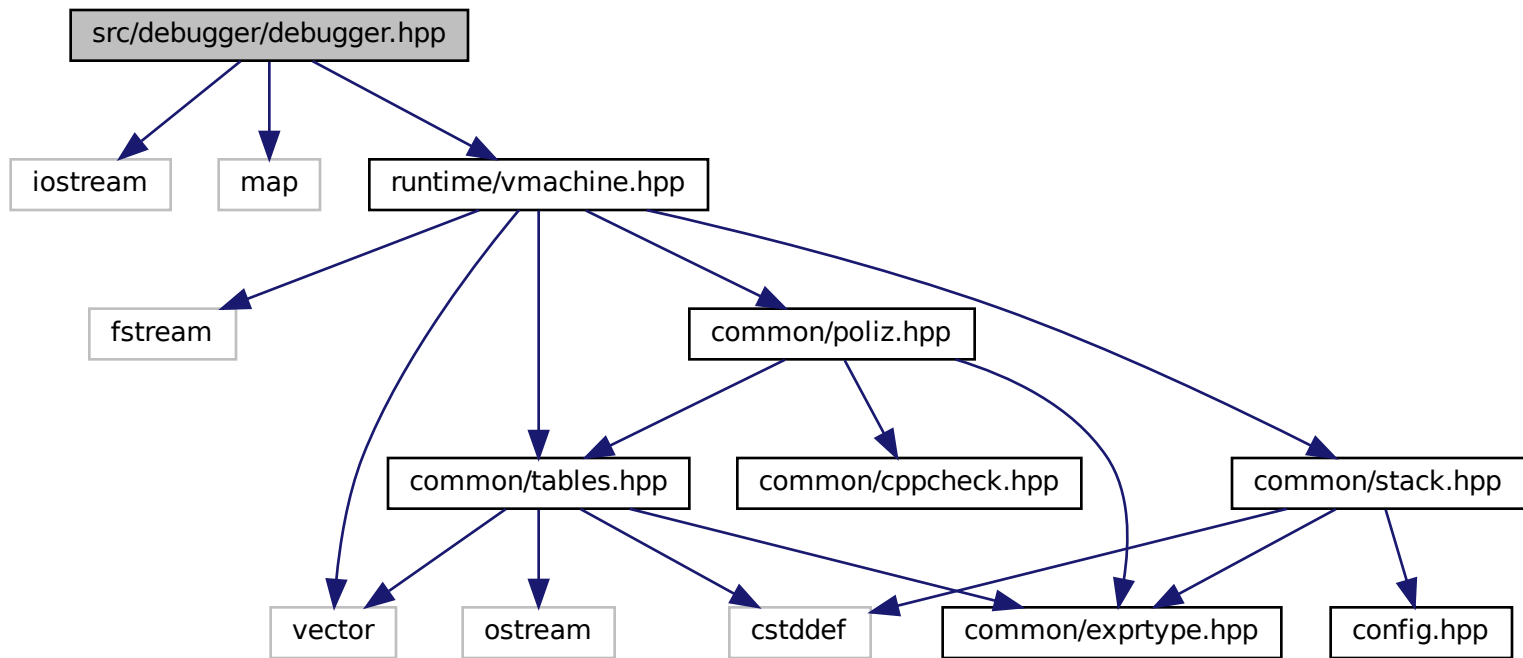 src/debugger/debugger.hpp
iostream
map
runtime/vmachine.hpp
fstream
common/poliz.hpp
common/tables.hpp
common/cppcheck.hpp
common/stack.hpp
vector
ostream
cstddef
common/exprtype.hpp
config.hpp